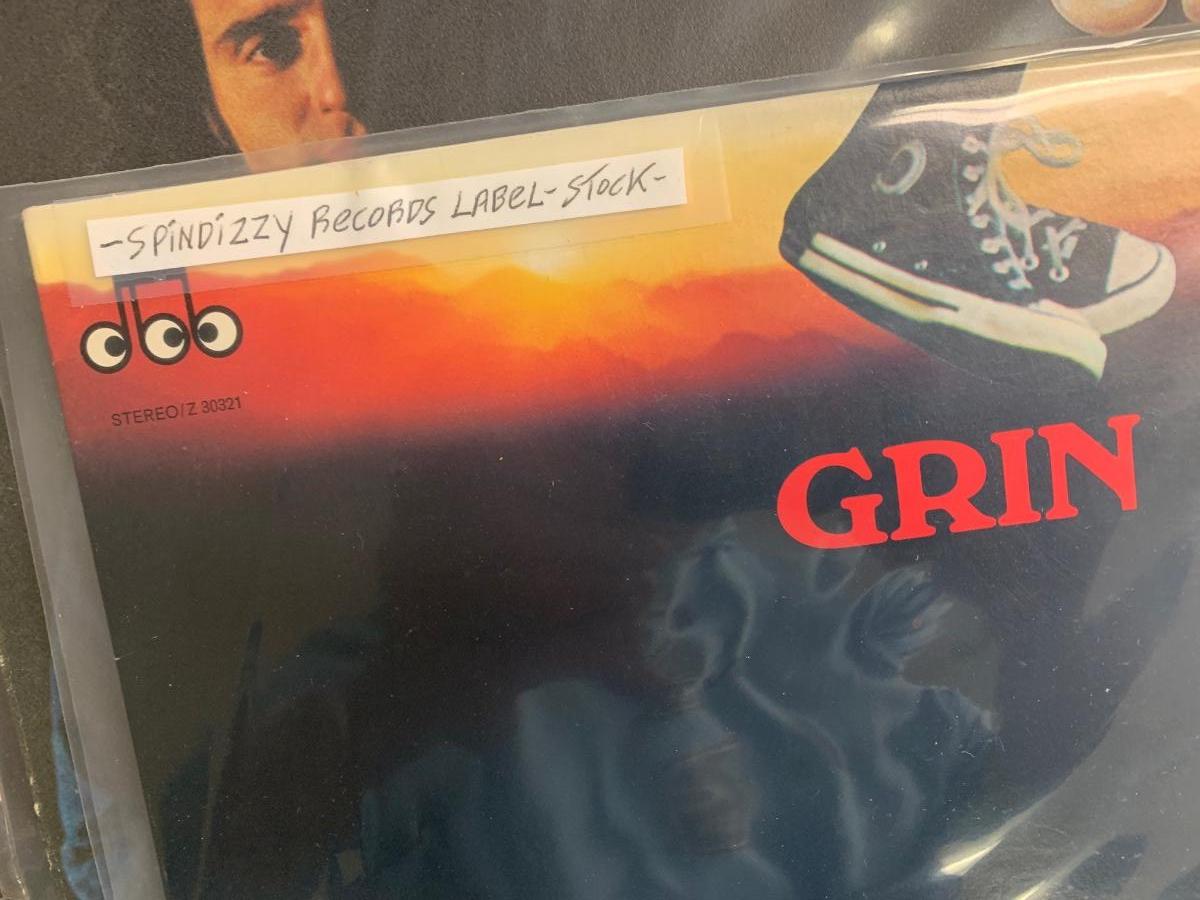 -SPiNDiZZY RECORDS LABEL-STOCK-
STEREO/Z 30321
GRIN